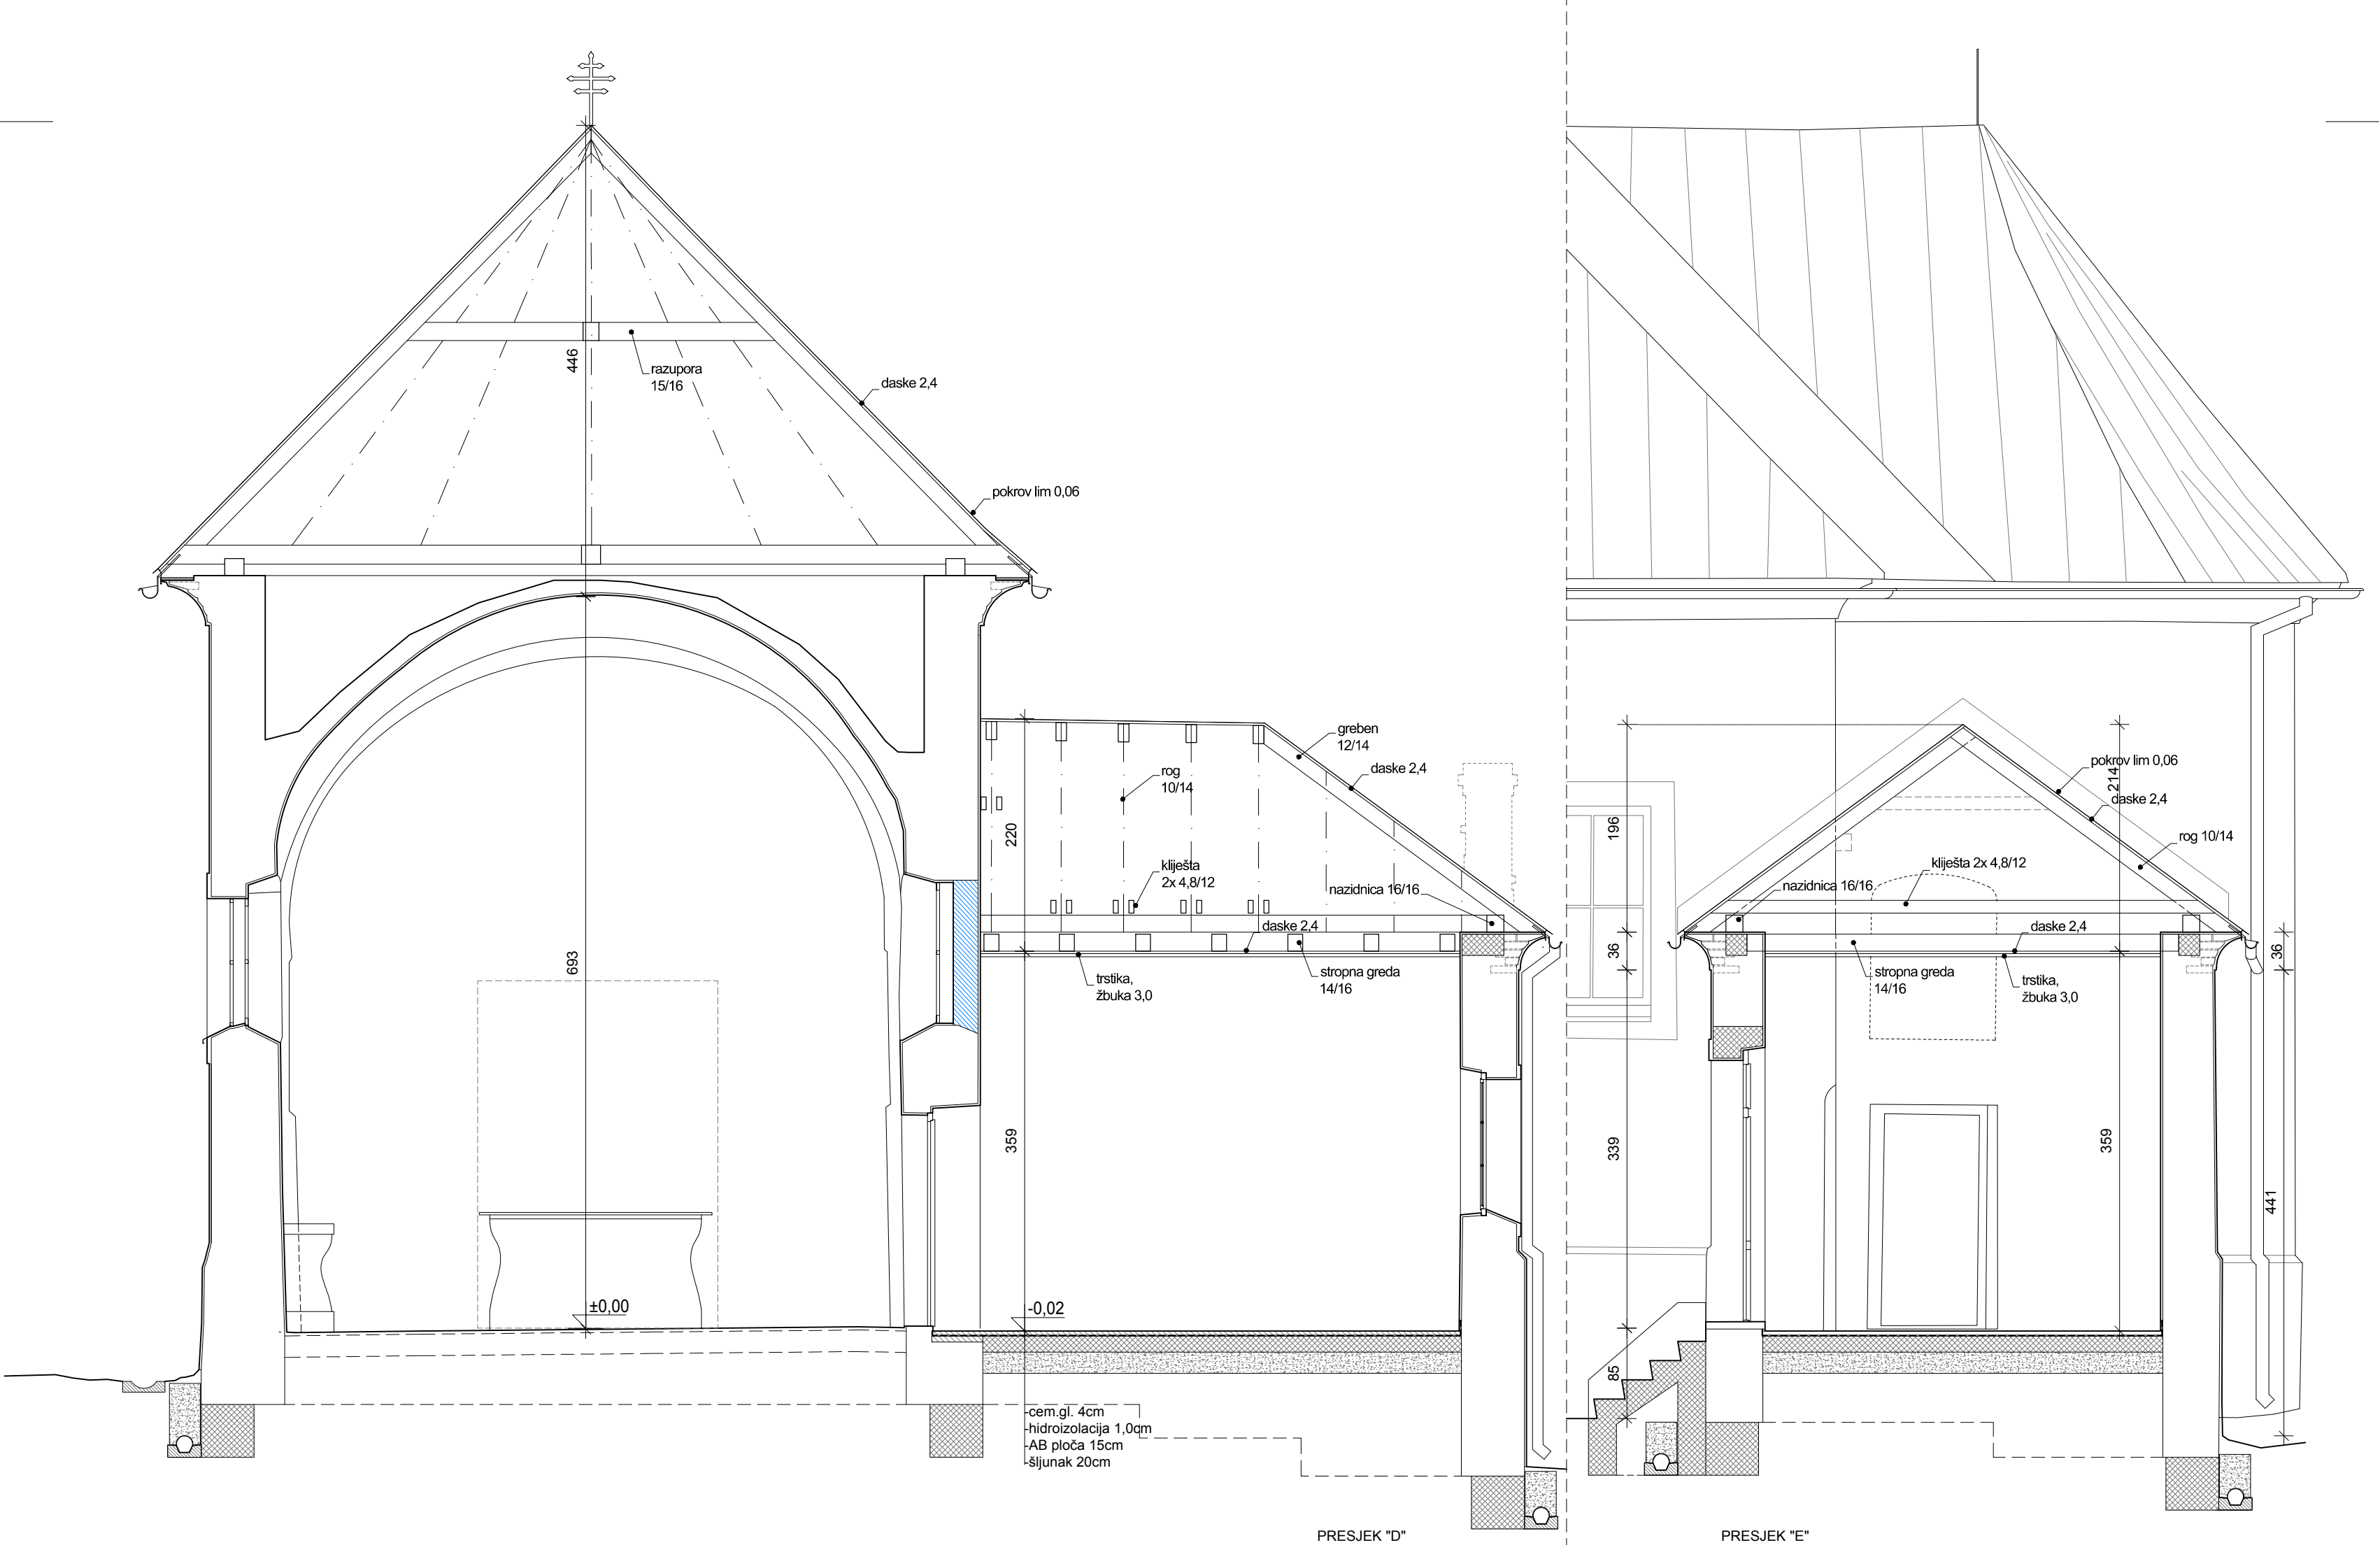 446
razupora
15/16
daske 2,4
pokrov lim 0,06
693
±0,00
220
rog
10/14
greben
12/14
daske 2,4
kliješta
2x 4,8/12
nazidnica 16/16
daske 2,4
trstika,
žbuka 3,0
stropna greda
14/16
359
-0,02
-cem.gl. 4cm
-hidroizolacija 1,0cm
-AB ploča 15cm
-šljunak 20cm
PRESJEK "D"
196
36
339
85
214
pokrov lim 0,06
daske 2,4
rog 10/14
kliješta 2x 4,8/12
nazidnica 16/16
daske 2,4
stropna greda
14/16
trstika,
žbuka 3,0
359
36
441
PRESJEK "E"